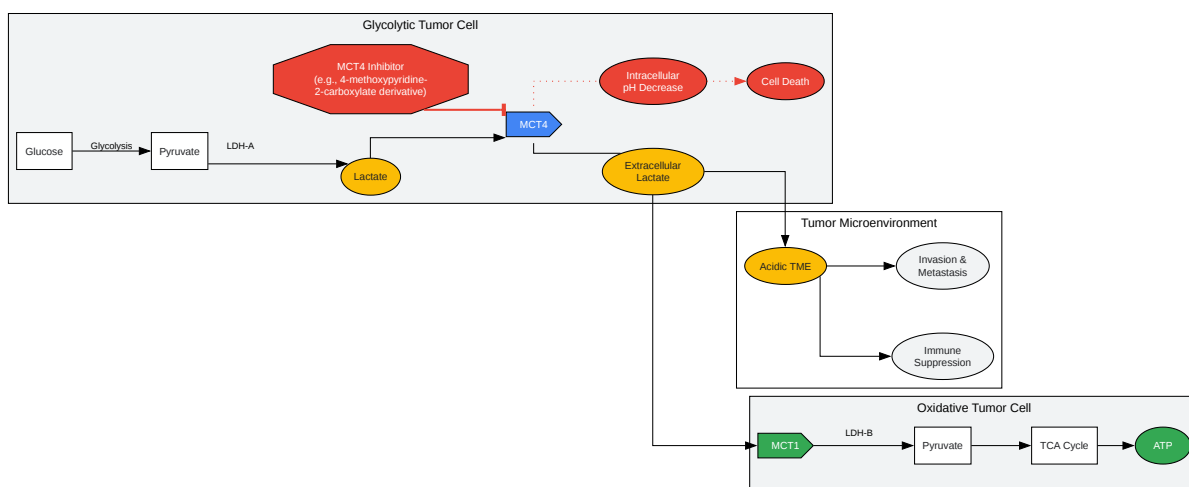 Glycolytic Tumor Cell
MCT4 Inhibitor
(e.g., 4-methoxypyridine-
2-carboxylate derivative)
Intracellular
pH Decrease
Cell Death
MCT4
Glucose
Glycolysis
Pyruvate
LDH-A
Lactate
Extracellular
Lactate
Tumor Microenvironment
Acidic TME
Invasion &
Metastasis
Immune
Suppression
Oxidative Tumor Cell
MCT1
LDH-B
Pyruvate
TCA Cycle
ATP